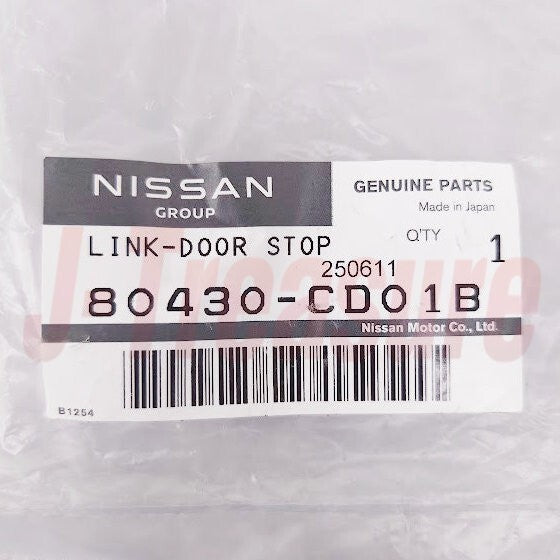 NISSAN
GROUP
GENUINE PARTS
Made in Japan
LINK-DOOR STOP
Q'TY 1
250611
80430-CD01B
Nissan Motor Co., Ltd.
B1254
J-Treasure